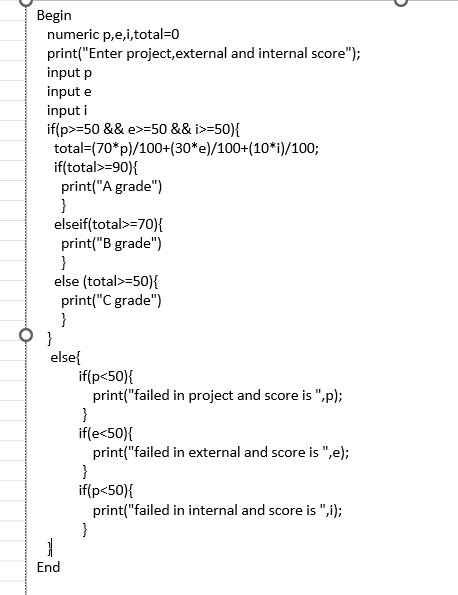 Begin
numeric p,e,i,total=0
print("Enter project,external and internal score");
input p
input e
input i
if(p>=50 && e>=50 && i>=50){
total=(70*p)/100+(30*e)/100+(10*i)/100;
if(total>=90){
print("A grade")
}
elseif(total>=70){
print("B grade")
}
else (total>=50){
print("C grade")
}
}
else{
if(p<50){
print("failed in project and score is ",p);
}
if(e<50){
print("failed in external and score is ",e);
}
if(p<50){
print("failed in internal and score is ",i);
}
}
End